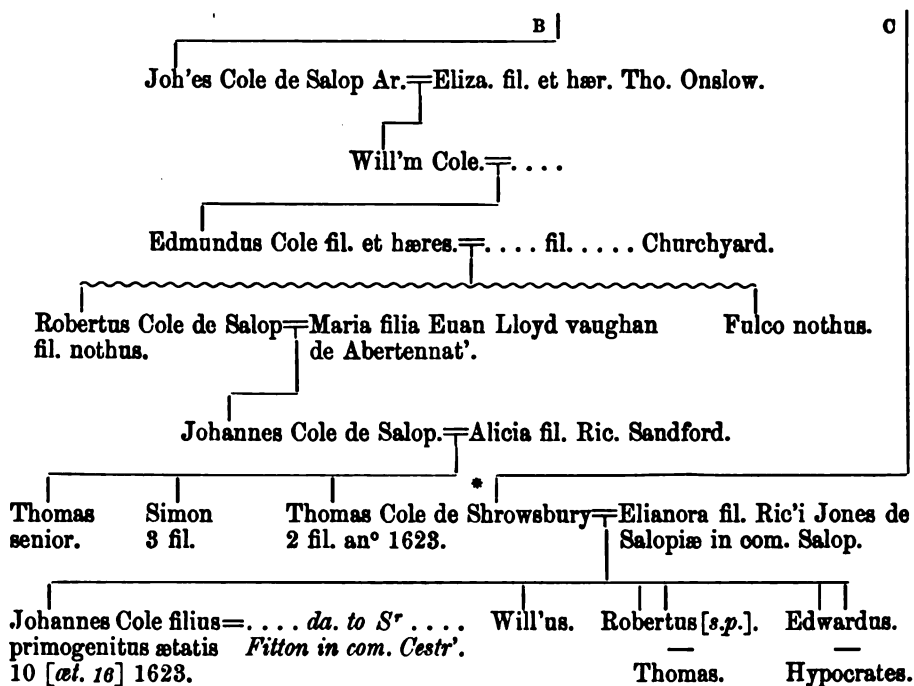 B C
Joh'es Cole de Salop Ar.=Eliza. fil. et hær. Tho. Onslow.
Will'm Cole.=. . . .
Edmundus Cole fil. et hæres.=. . . . fil. . . . . . Churchyard.
Robertus Cole de Salop=Maria filia Euan Lloyd vaughan Fulco nothus.
fil. nothus. de Abertennat'.
Johannes Cole de Salop.=Alicia fil. Ric. Sandford.
*
Thomas Simon Thomas Cole de Shrowsbury=Elianora fil. Ric'i Jones de
senior. 3 fil. 2 fil. anº 1623. Salopiæ in com. Salop.
Johannes Cole filius=. . . . da. to Sʳ . . . . Will'us. Robertus [s.p.]. Edwardus.
primogenitus ætatis Fitton in com. Cestr'. — —
10 [æt. 16] 1623. Thomas. Hypocrates.